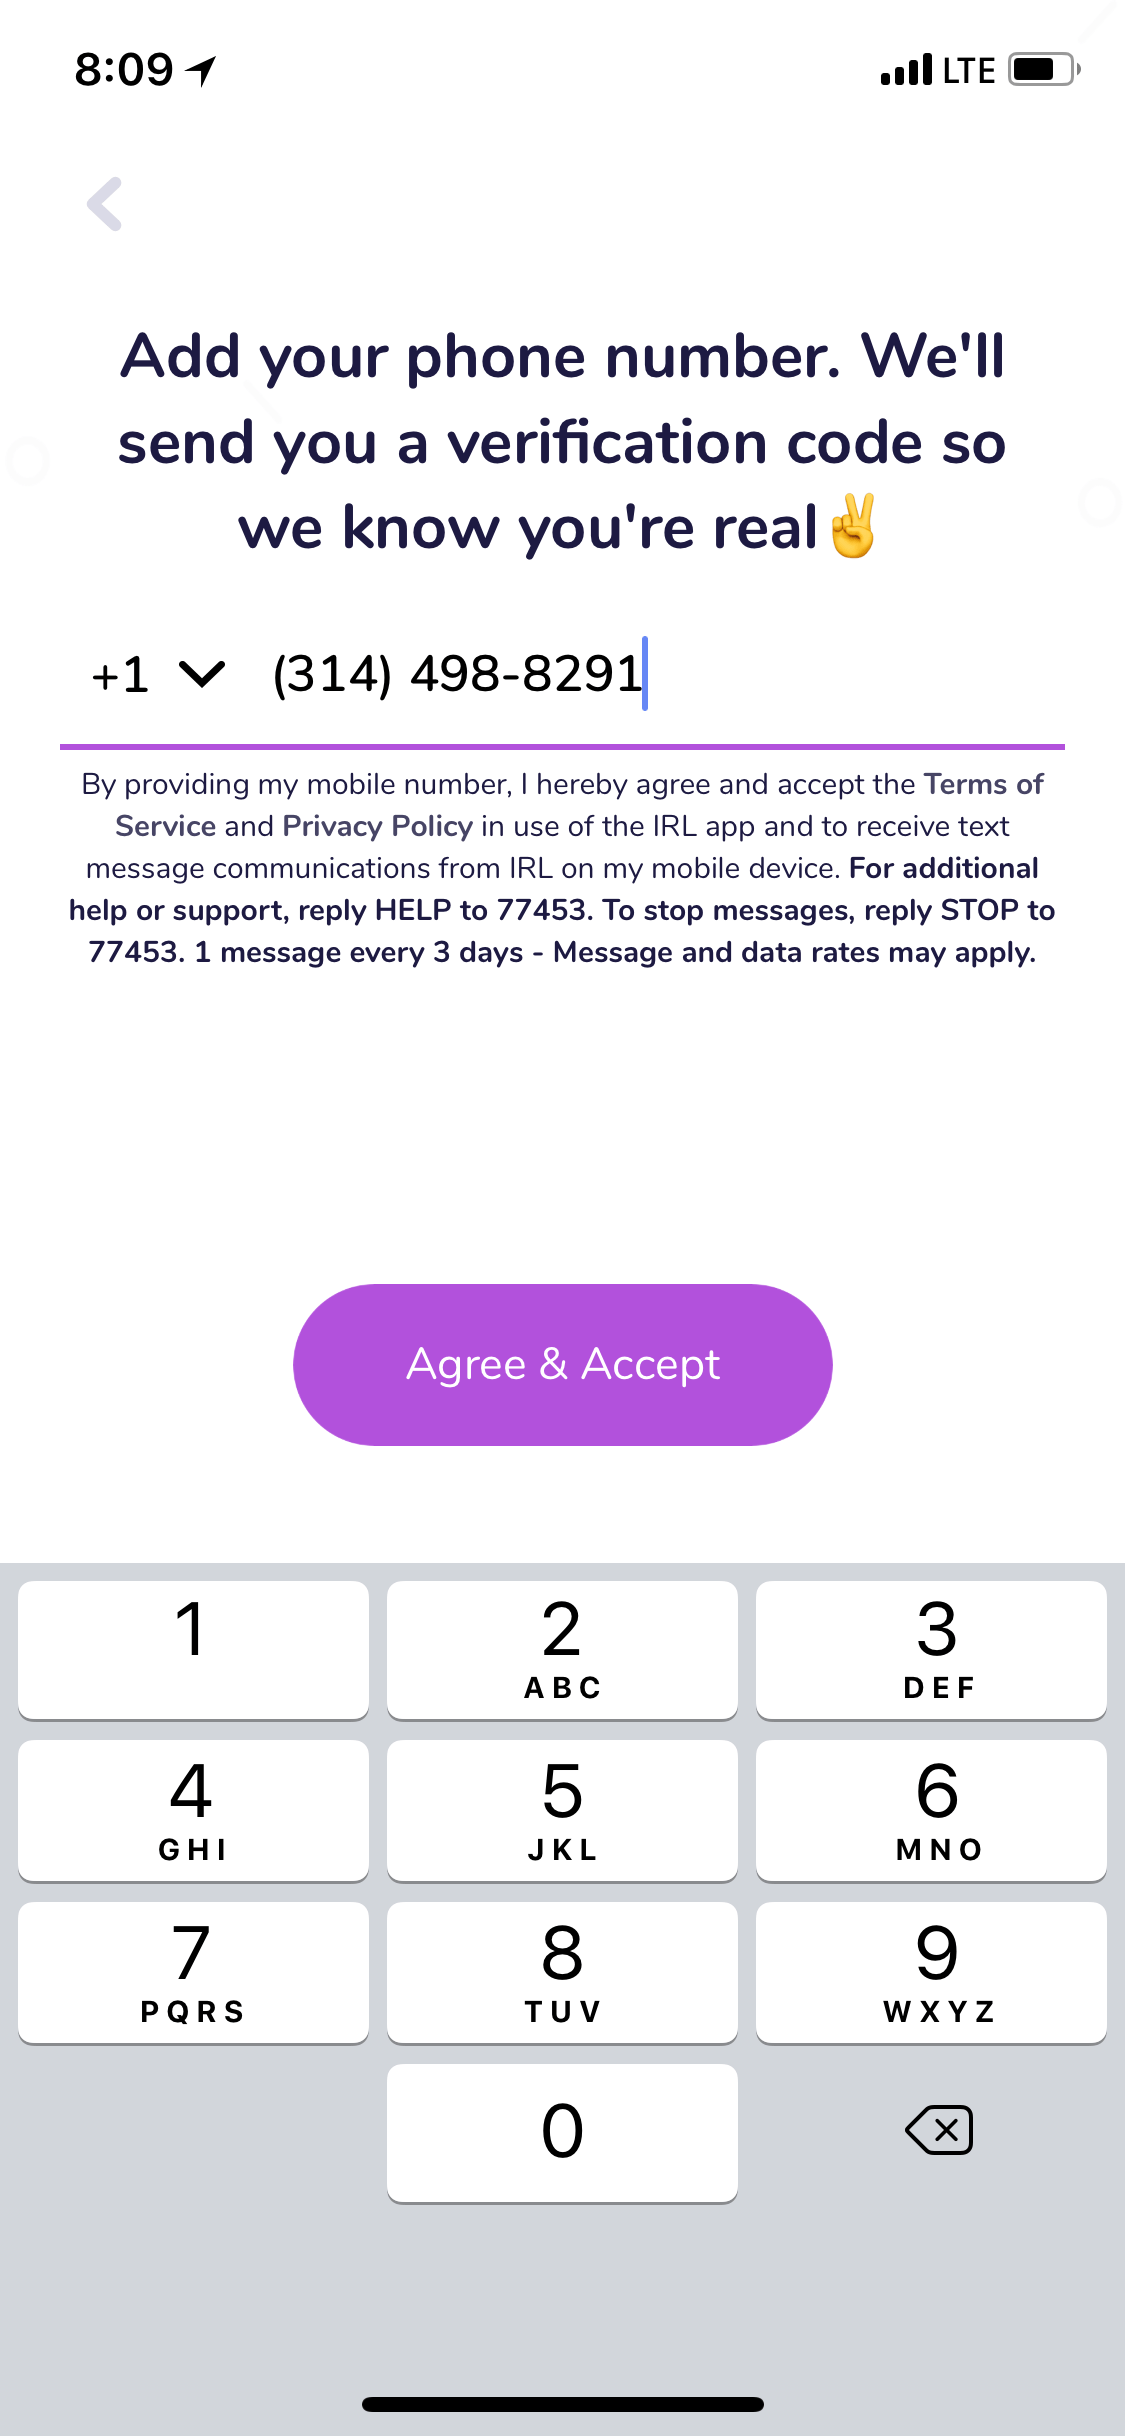 8:09 LTE
Add your phone number. We'll
send you a verification code so
we know you're real✌️
+1 (314) 498-8291
By providing my mobile number, I hereby agree and accept the Terms of
Service and Privacy Policy in use of the IRL app and to receive text
message communications from IRL on my mobile device. For additional
help or support, reply HELP to 77453. To stop messages, reply STOP to
77453. 1 message every 3 days - Message and data rates may apply.
Agree & Accept
1 2 3
ABC DEF
4 5 6
GHI JKL MNO
7 8 9
PQRS TUV WXYZ
0